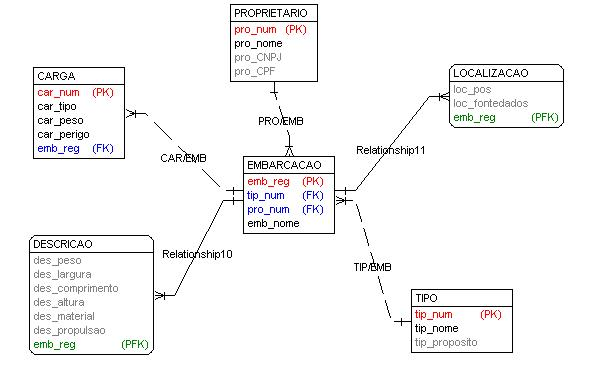 PROPRIETARIO
pro_num (PK)
pro_nome
pro_CNPJ
pro_CPF
CARGA
car_num (PK)
car_tipo
car_peso
car_perigo
emb_reg (FK)
LOCALIZACAO
loc_pos
loc_fontedados
emb_reg (PFK)
PRO/EMB
CAR/EMB
Relationship11
EMBARCACAO
emb_reg (PK)
tip_num (FK)
pro_num (FK)
emb_nome
DESCRICAO
des_peso
des_largura
des_comprimento
des_altura
des_material
des_propulsao
emb_reg (PFK)
Relationship10
TIP/EMB
TIPO
tip_num (PK)
tip_nome
tip_proposito